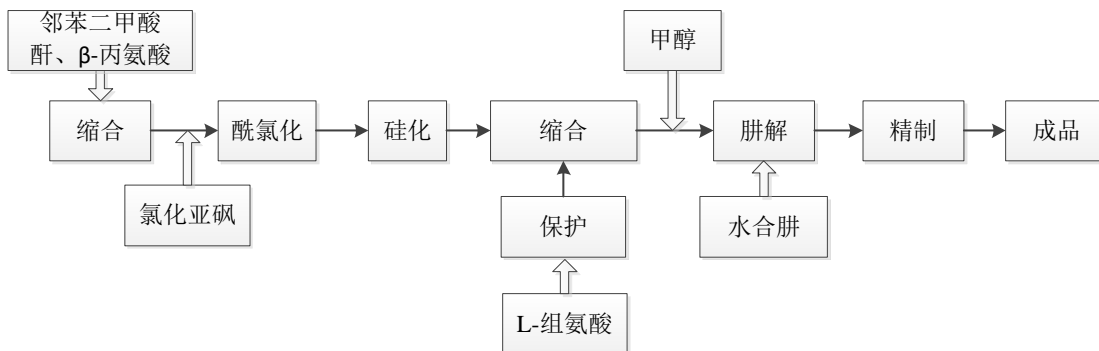 邻苯二甲酸
酐、β-丙氨酸
甲醇
缩合
酰氯化
硅化
缩合
肼解
精制
成品
氯化亚砜
保护
水合肼
L-组氨酸